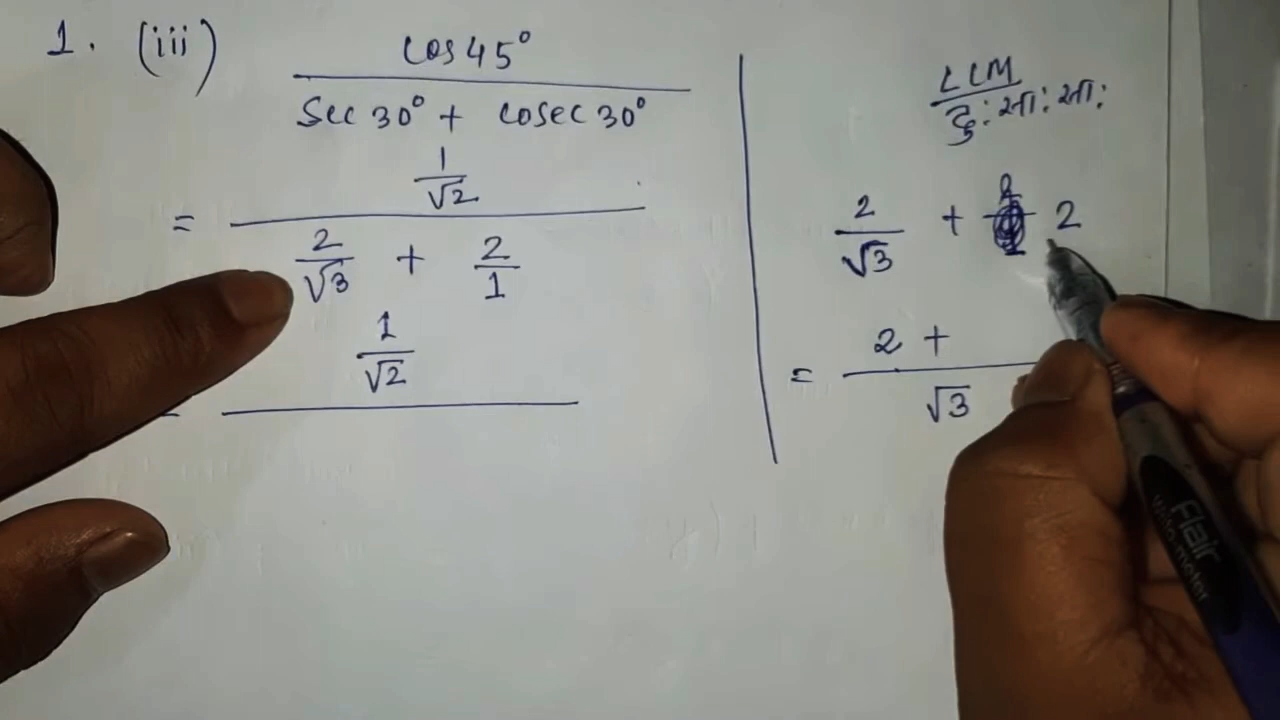 1. (iii) cos 45°
sec 30° + cosec 30°
1
√2
=
2 + 2
√3 1
1
√2
=
LCM
2 + 2
√3
= 2 +
√3
Flair